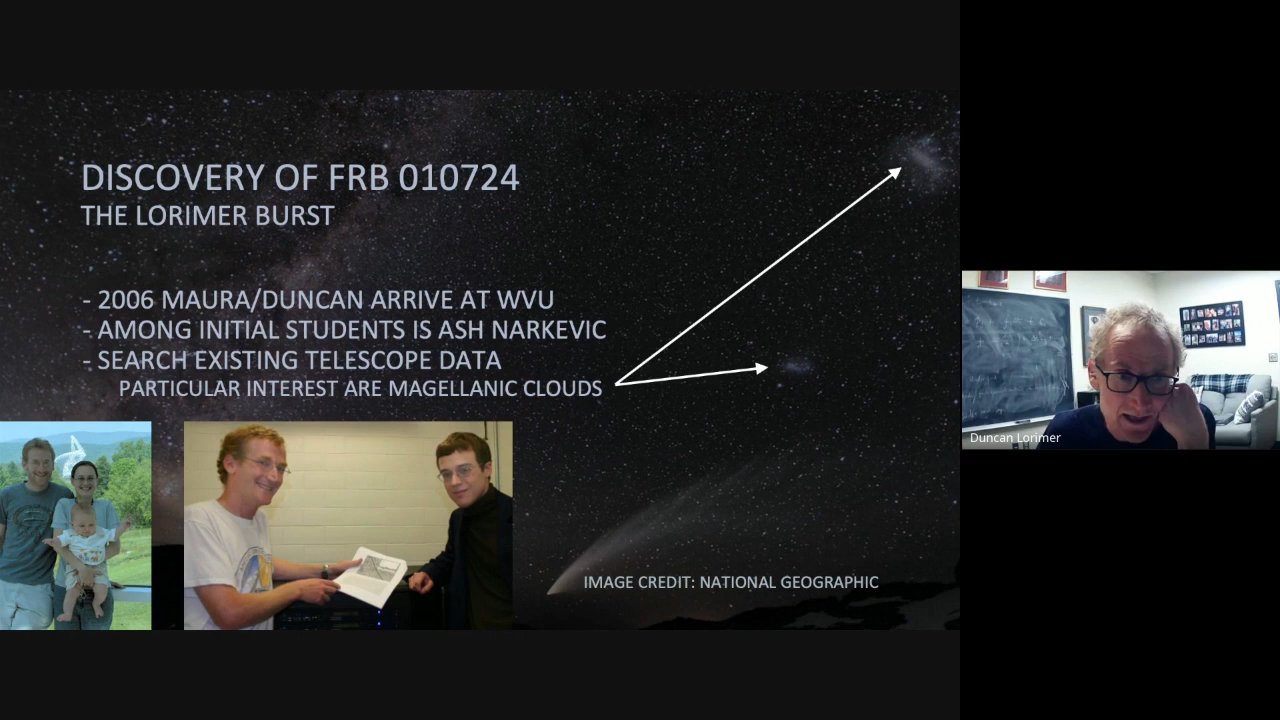 DISCOVERY OF FRB 010724
THE LORIMER BURST
- 2006 MAURA/DUNCAN ARRIVE AT WVU
- AMONG INITIAL STUDENTS IS ASH NARKEVIC
- SEARCH EXISTING TELESCOPE DATA
PARTICULAR INTEREST ARE MAGELLANIC CLOUDS
IMAGE CREDIT: NATIONAL GEOGRAPHIC
Duncan Lorimer